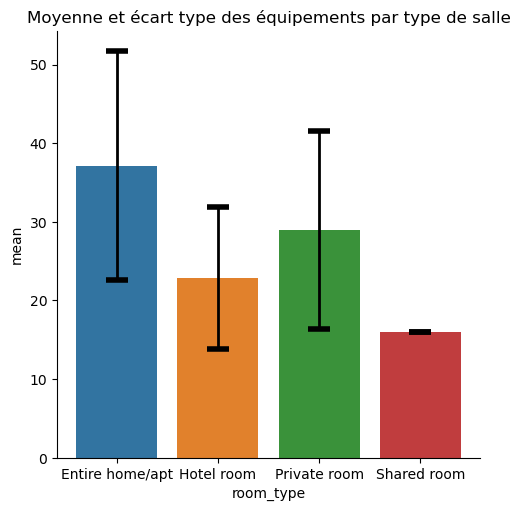 Moyenne et écart type des équipements par type de salle
50
40
30
20
10
0
mean
Entire home/apt Hotel room Private room Shared room
room_type